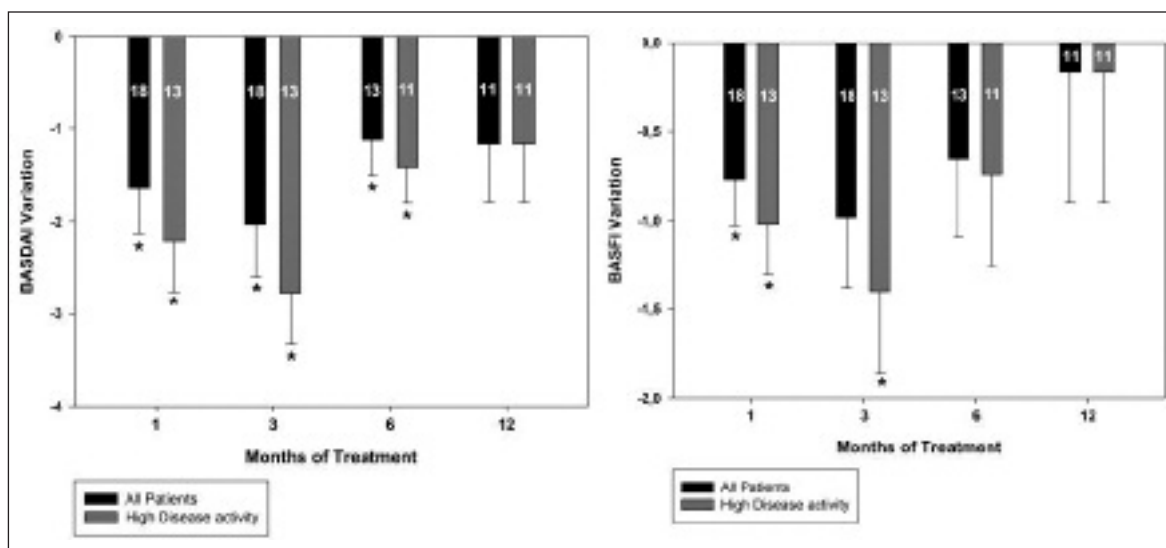 0
-1
-2
-3
-4
BASDAI Variation
18 13 18 13 13 11 11 11
* * * * * *
1 3 6 12
Months of Treatment
All Patients
High Disease activity
0,0
-0,5
-1,0
-1,5
-2,0
BASFI Variation
18 13 18 13 13 11 11 11
* * *
1 3 6 12
Months of Treatment
All Patients
High Disease activity